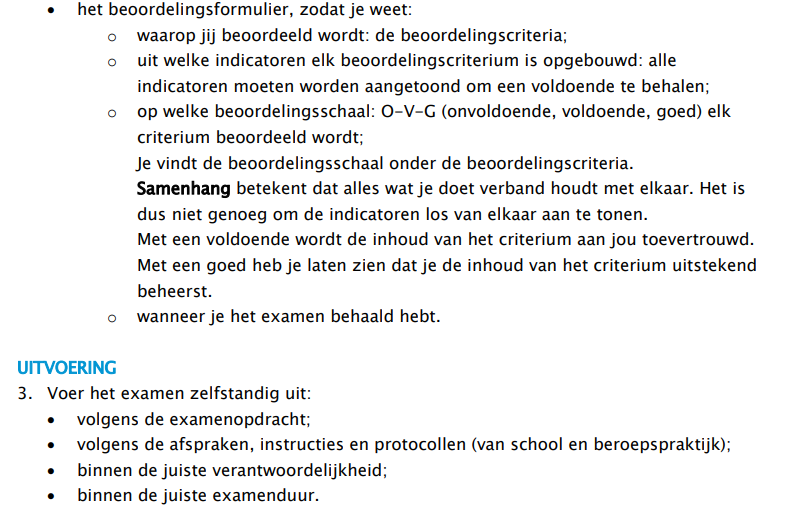 • het beoordelingsformulier, zodat je weet:
o waarop jij beoordeeld wordt: de beoordelingscriteria;
o uit welke indicatoren elk beoordelingscriterium is opgebouwd: alle
indicatoren moeten worden aangetoond om een voldoende te behalen;
o op welke beoordelingsschaal: O–V–G (onvoldoende, voldoende, goed) elk
criterium beoordeeld wordt;
Je vindt de beoordelingsschaal onder de beoordelingscriteria.
Samenhang betekent dat alles wat je doet verband houdt met elkaar. Het is
dus niet genoeg om de indicatoren los van elkaar aan te tonen.
Met een voldoende wordt de inhoud van het criterium aan jou toevertrouwd.
Met een goed heb je laten zien dat je de inhoud van het criterium uitstekend
beheerst.
o wanneer je het examen behaald hebt.
UITVOERING
3. Voer het examen zelfstandig uit:
• volgens de examenopdracht;
• volgens de afspraken, instructies en protocollen (van school en beroepspraktijk);
• binnen de juiste verantwoordelijkheid;
• binnen de juiste examenduur.